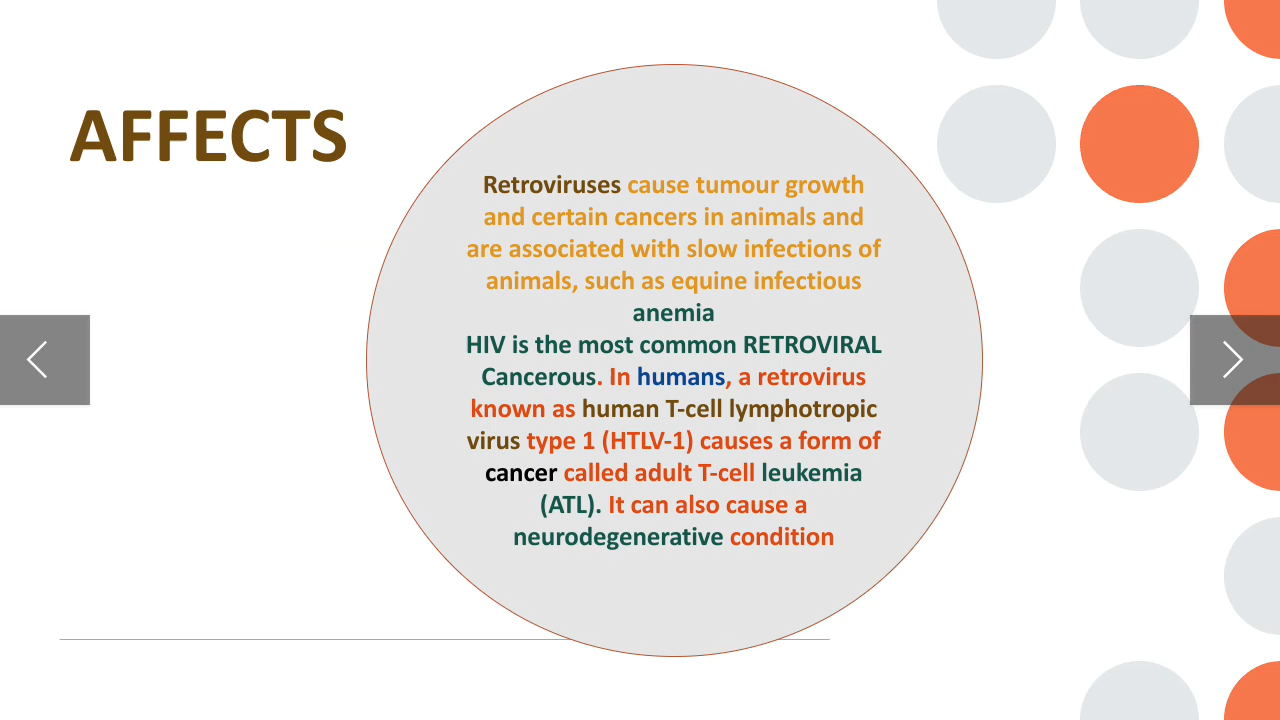 AFFECTS
Retroviruses cause tumour growth
and certain cancers in animals and
are associated with slow infections of
animals, such as equine infectious
anemia
HIV is the most common RETROVIRAL
Cancerous. In humans, a retrovirus
known as human T-cell lymphotropic
virus type 1 (HTLV-1) causes a form of
cancer called adult T-cell leukemia
(ATL). It can also cause a
neurodegenerative condition